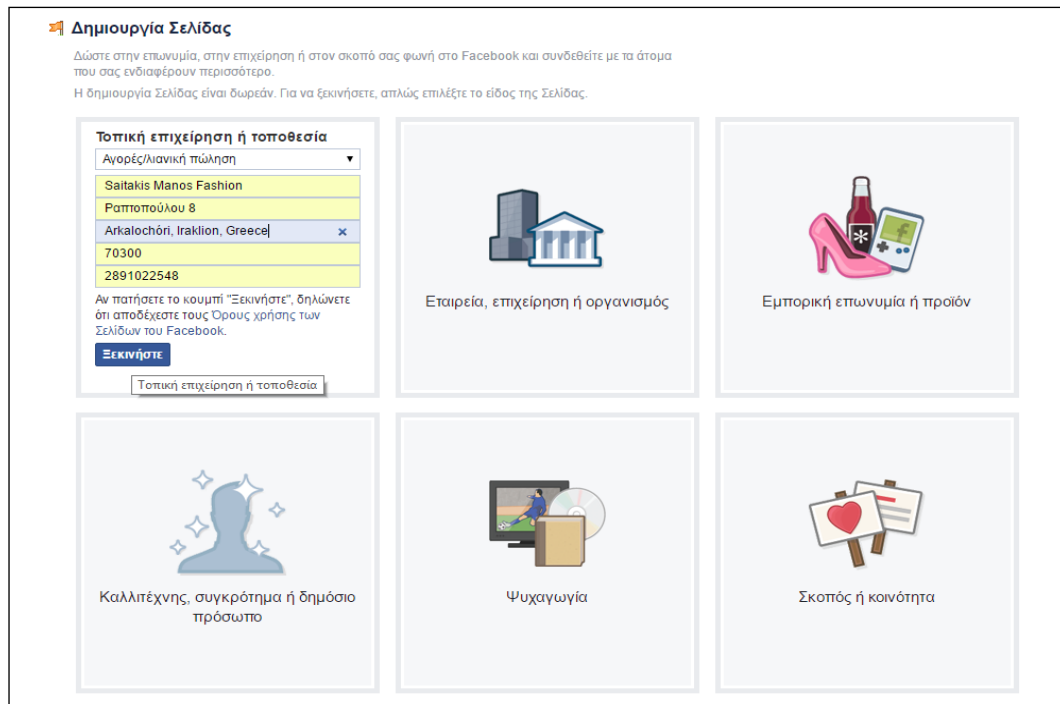 Δημιουργία Σελίδας
Δώστε στην επωνυμία, στην επιχείρηση ή στον σκοπό σας φωνή στο Facebook και συνδεθείτε με τα άτομα
που σας ενδιαφέρουν περισσότερο.
Η δημιουργία Σελίδας είναι δωρεάν. Για να ξεκινήσετε, απλώς επιλέξτε το είδος της Σελίδας.
Τοπική επιχείρηση ή τοποθεσία
Αγορές/λιανική πώληση
Saitakis Manos Fashion
Ραπτοπούλου 8
Arkalochóri, Iraklion, Greece
70300
2891022548
Αν πατήσετε το κουμπί "Ξεκινήστε", δηλώνετε
ότι αποδέχεστε τους Όρους χρήσης των
Σελίδων του Facebook.
Ξεκινήστε
Τοπική επιχείρηση ή τοποθεσία
Εταιρεία, επιχείρηση ή οργανισμός
Εμπορική επωνυμία ή προϊόν
Καλλιτέχνης, συγκρότημα ή δημόσιο
πρόσωπο
Ψυχαγωγία
Σκοπός ή κοινότητα